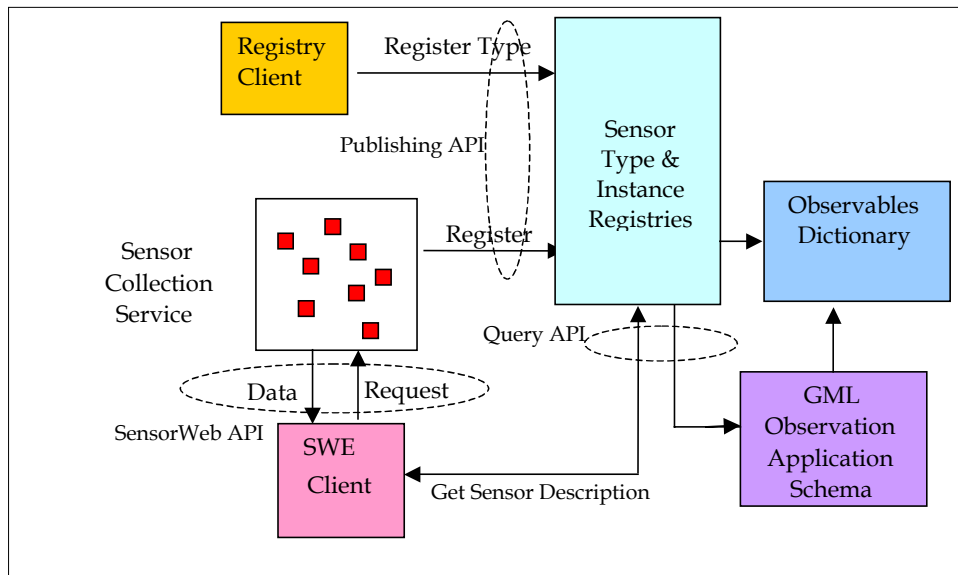 Registry
Client
Register Type
Publishing API
Sensor
Type &
Instance
Registries
Observables
Dictionary
Sensor
Collection
Service
Register
Query API
Data
Request
SensorWeb API
SWE
Client
Get Sensor Description
GML
Observation
Application
Schema